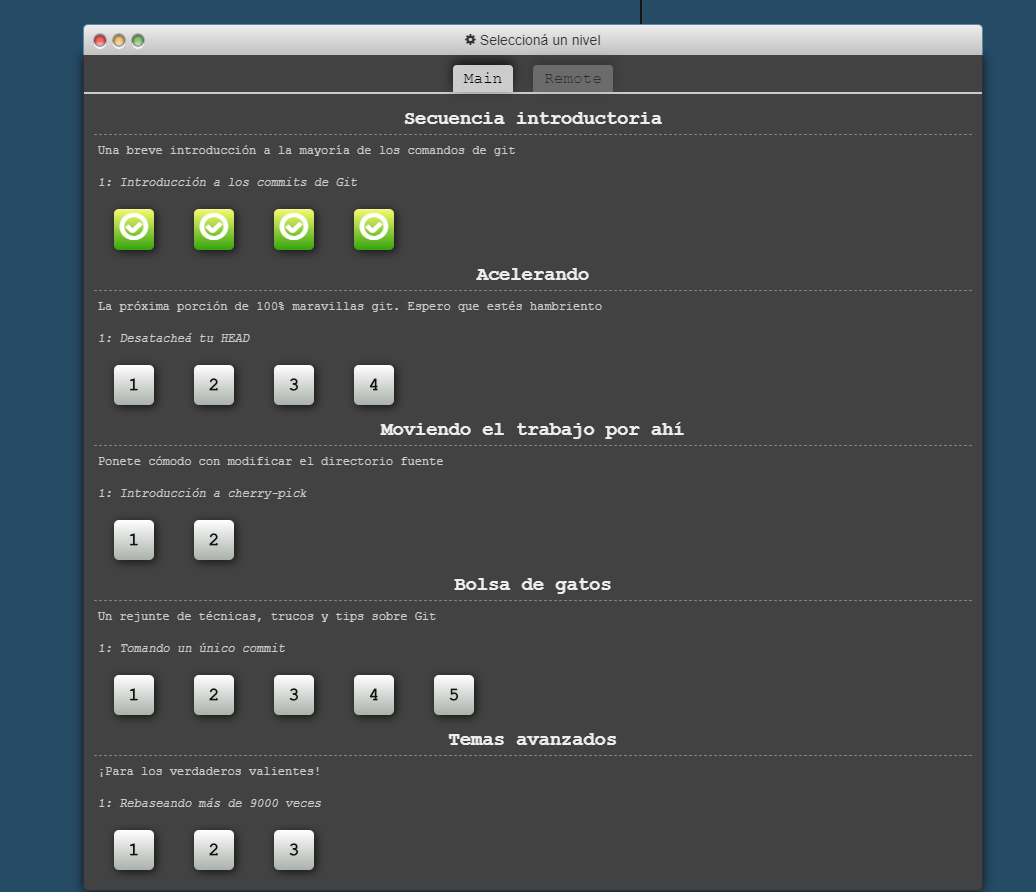 Seleccioná un nivel
Main Remote
Secuencia introductoria
Una breve introducción a la mayoría de los comandos de git
1: Introducción a los commits de Git
Acelerando
La próxima porción de 100% maravillas git. Espero que estés hambriento
1: Desatacheá tu HEAD
1 2 3 4
Moviendo el trabajo por ahí
Ponete cómodo con modificar el directorio fuente
1: Introducción a cherry-pick
1 2
Bolsa de gatos
Un rejunte de técnicas, trucos y tips sobre Git
1: Tomando un único commit
1 2 3 4 5
Temas avanzados
¡Para los verdaderos valientes!
1: Rebaseando más de 9000 veces
1 2 3